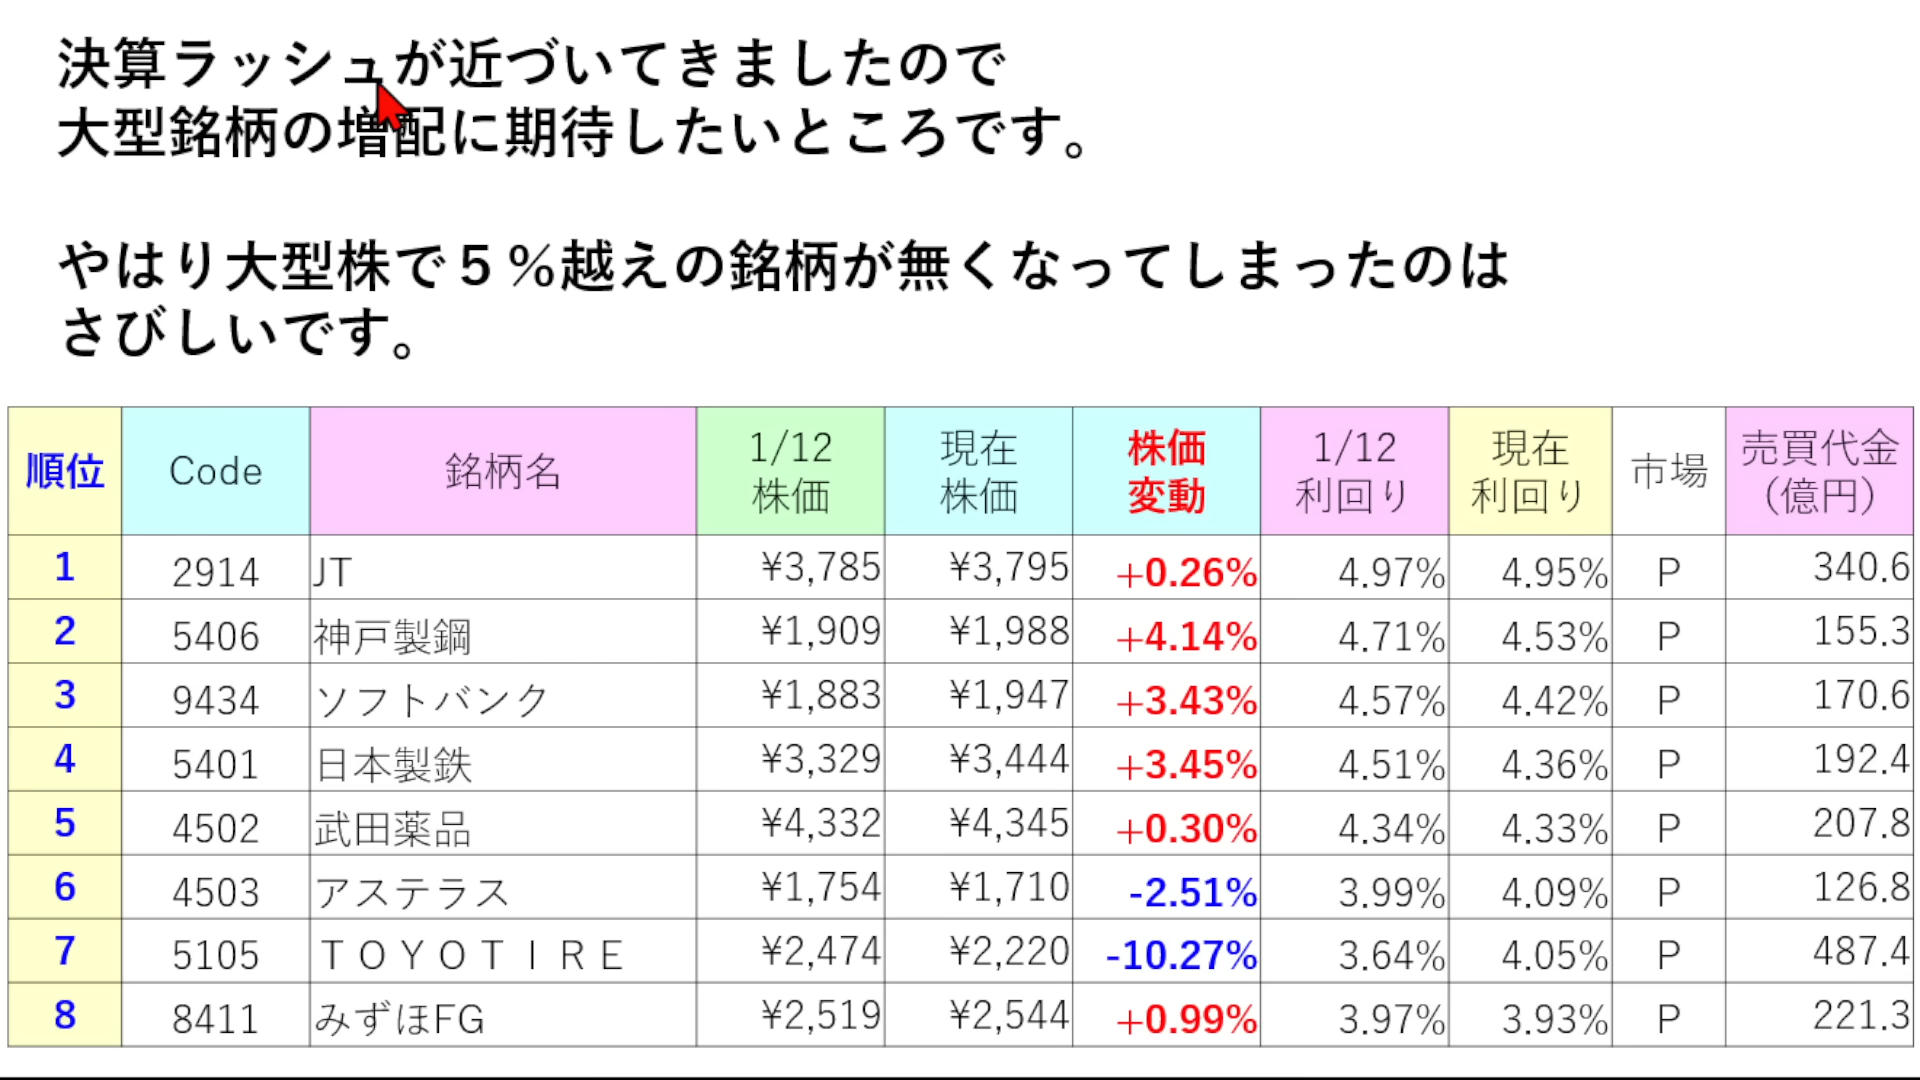 決算ラッシュが近づいてきましたので
大型銘柄の増配に期待したいところです。
やはり大型株で５％越えの銘柄が無くなってしまったのは
さびしいです。
順位 Code 銘柄名 1/12 株価 現在 株価 株価 変動 1/12 利回り 現在 利回り 市場 売買代金 (億円)
1 2914 JT ¥3,785 ¥3,795 +0.26% 4.97% 4.95% P 340.6
2 5406 神戸製鋼 ¥1,909 ¥1,988 +4.14% 4.71% 4.53% P 155.3
3 9434 ソフトバンク ¥1,883 ¥1,947 +3.43% 4.57% 4.42% P 170.6
4 5401 日本製鉄 ¥3,329 ¥3,444 +3.45% 4.51% 4.36% P 192.4
5 4502 武田薬品 ¥4,332 ¥4,345 +0.30% 4.34% 4.33% P 207.8
6 4503 アステラス ¥1,754 ¥1,710 -2.51% 3.99% 4.09% P 126.8
7 5105 ＴＯＹＯＴＩＲＥ ¥2,474 ¥2,220 -10.27% 3.64% 4.05% P 487.4
8 8411 みずほFG ¥2,519 ¥2,544 +0.99% 3.97% 3.93% P 221.3